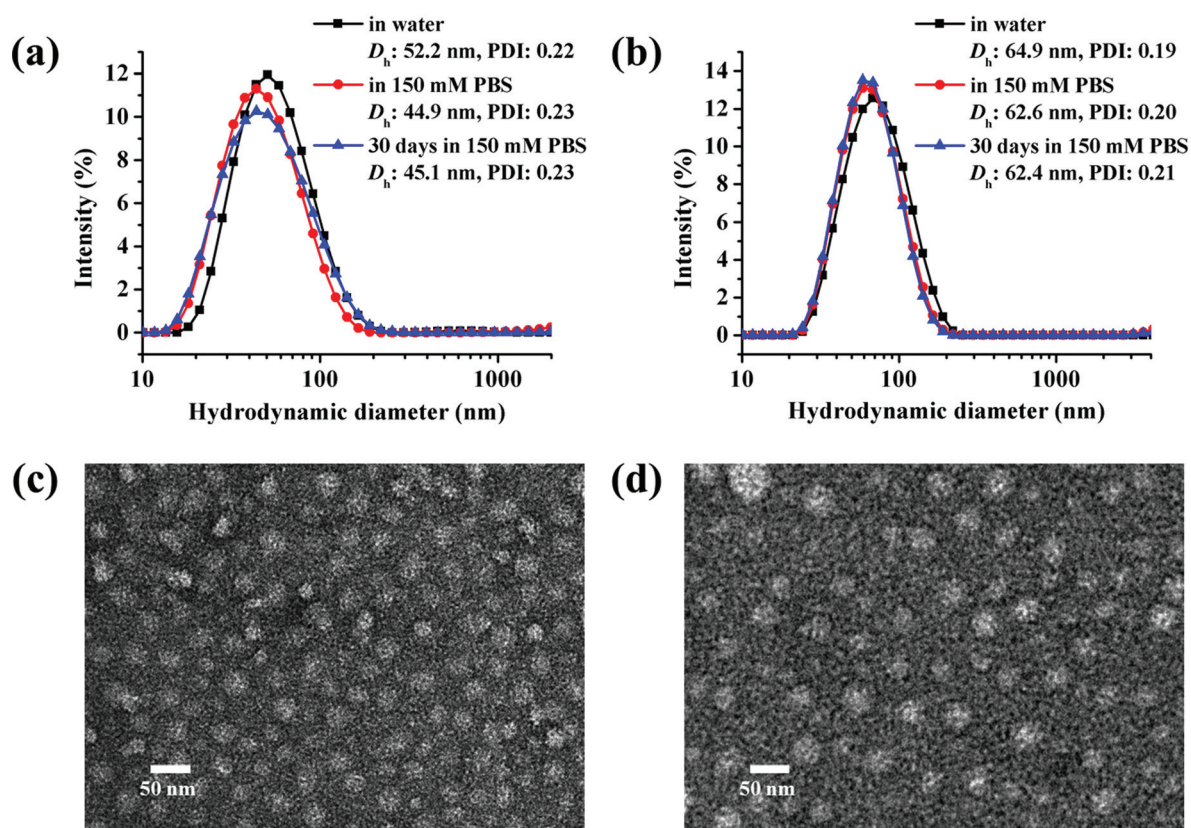 (a)
in water
Dh: 52.2 nm, PDI: 0.22
in 150 mM PBS
Dh: 44.9 nm, PDI: 0.23
30 days in 150 mM PBS
Dh: 45.1 nm, PDI: 0.23
12
10
8
6
4
2
0
Intensity (%)
10 100 1000
Hydrodynamic diameter (nm)
(b)
in water
Dh: 64.9 nm, PDI: 0.19
in 150 mM PBS
Dh: 62.6 nm, PDI: 0.20
30 days in 150 mM PBS
Dh: 62.4 nm, PDI: 0.21
14
12
10
8
6
4
2
0
Intensity (%)
10 100 1000
Hydrodynamic diameter (nm)
(c)
50 nm
(d)
50 nm